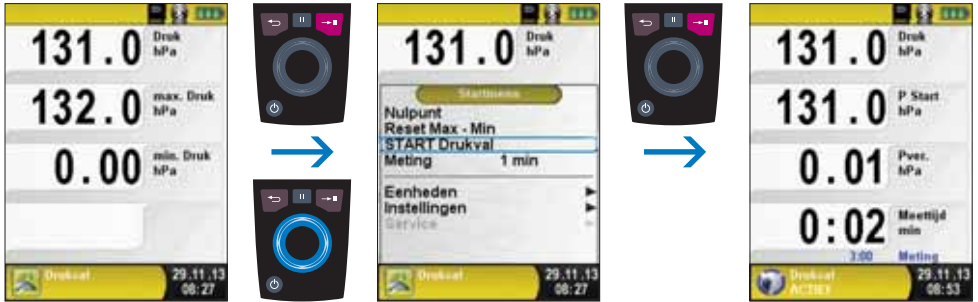 131.0 Druk
hPa
132.0 max. Druk
hPa
0.00 min. Druk
hPa
Drukval 29.11.13
08:27
131.0 Druk
hPa
Startmenu
Nulpunt
Reset Max - Min
START Drukval
Meting 1 min
Eenheden
Instellingen
Service
Drukval 29.11.13
08:27
131.0 Druk
hPa
131.0 P Start
hPa
0.01 Pver.
hPa
0:02 Meettijd
min
3:00 Meting
Drukval 29.11.13
ACTIEF 08:53